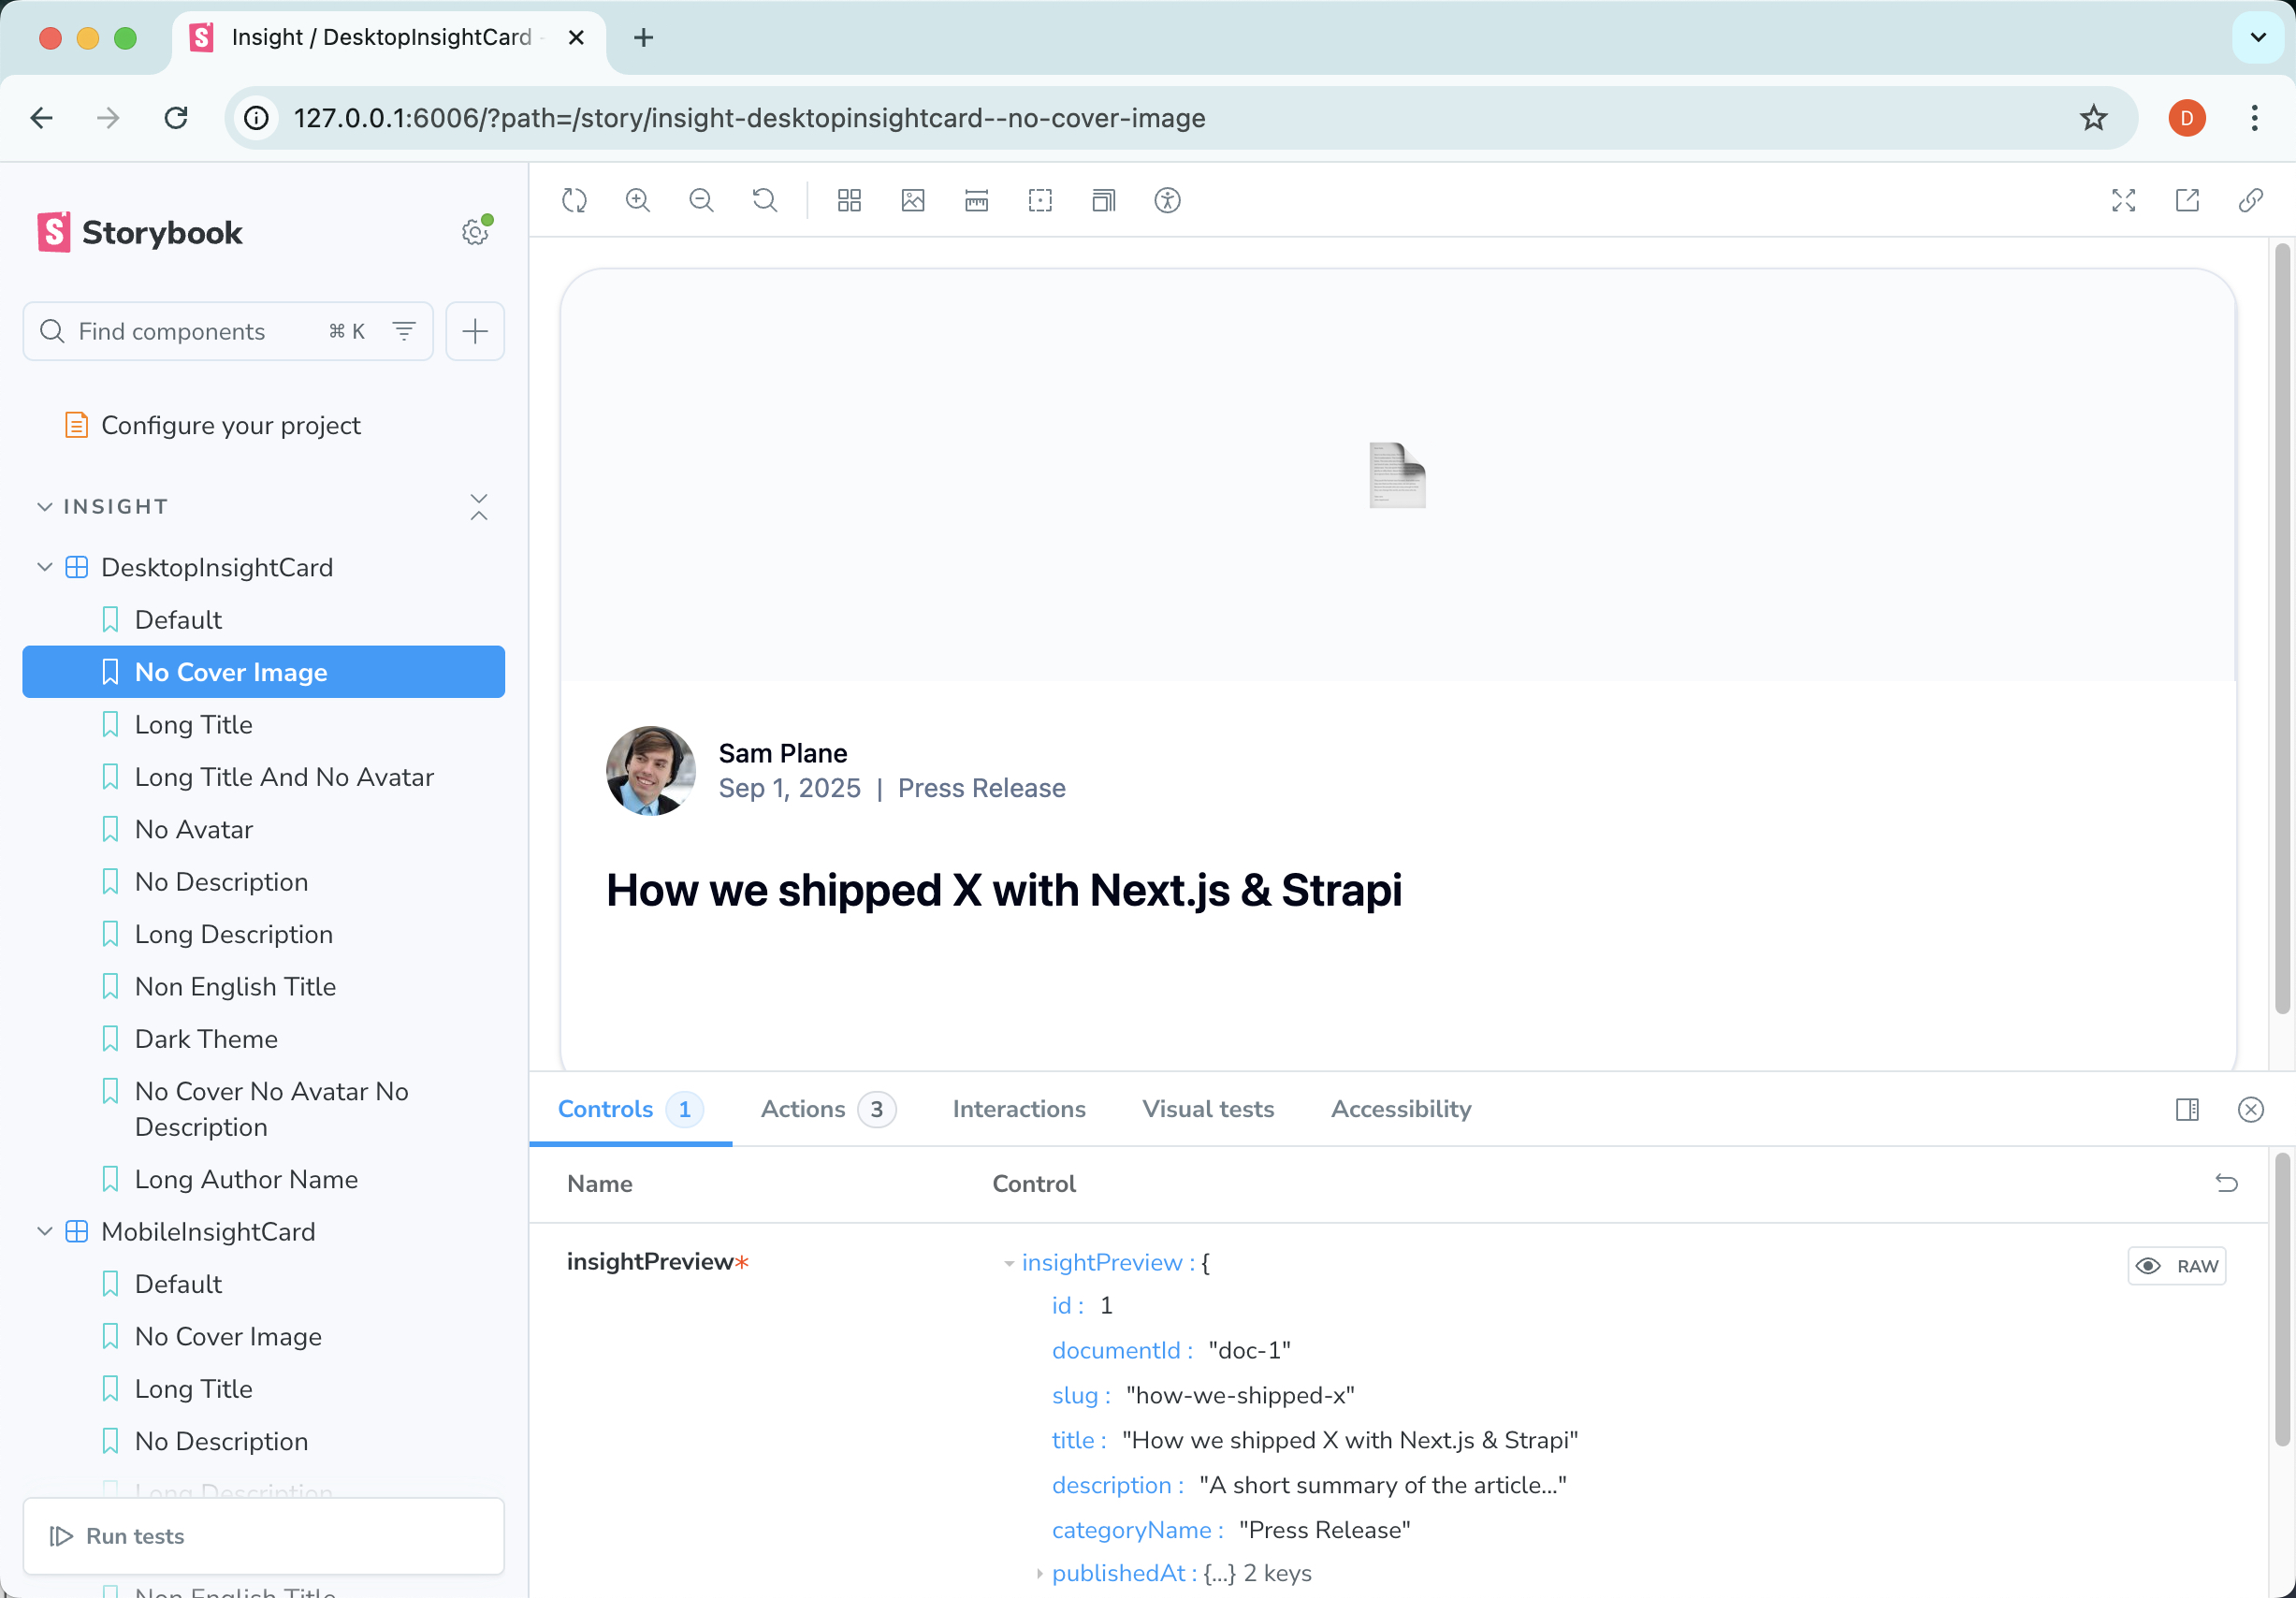 Insight / DesktopInsightCard
127.0.0.1:6006/?path=/story/insight-desktopinsightcard--no-cover-image
D
Storybook
Find components
⌘ K
Configure your project
INSIGHT
DesktopInsightCard
Default
No Cover Image
Long Title
Long Title And No Avatar
No Avatar
No Description
Long Description
Non English Title
Dark Theme
No Cover No Avatar No
Description
Long Author Name
MobileInsightCard
Default
No Cover Image
Long Title
No Description
Long Description
Run tests
Non English Title
Sam Plane
Sep 1, 2025 | Press Release
How we shipped X with Next.js & Strapi
Controls 1
Actions 3
Interactions
Visual tests
Accessibility
Name
Control
insightPreview*
insightPreview : {
RAW
id : 1
documentId : "doc-1"
slug : "how-we-shipped-x"
title : "How we shipped X with Next.js & Strapi"
description : "A short summary of the article..."
categoryName : "Press Release"
publishedAt : {...} 2 keys